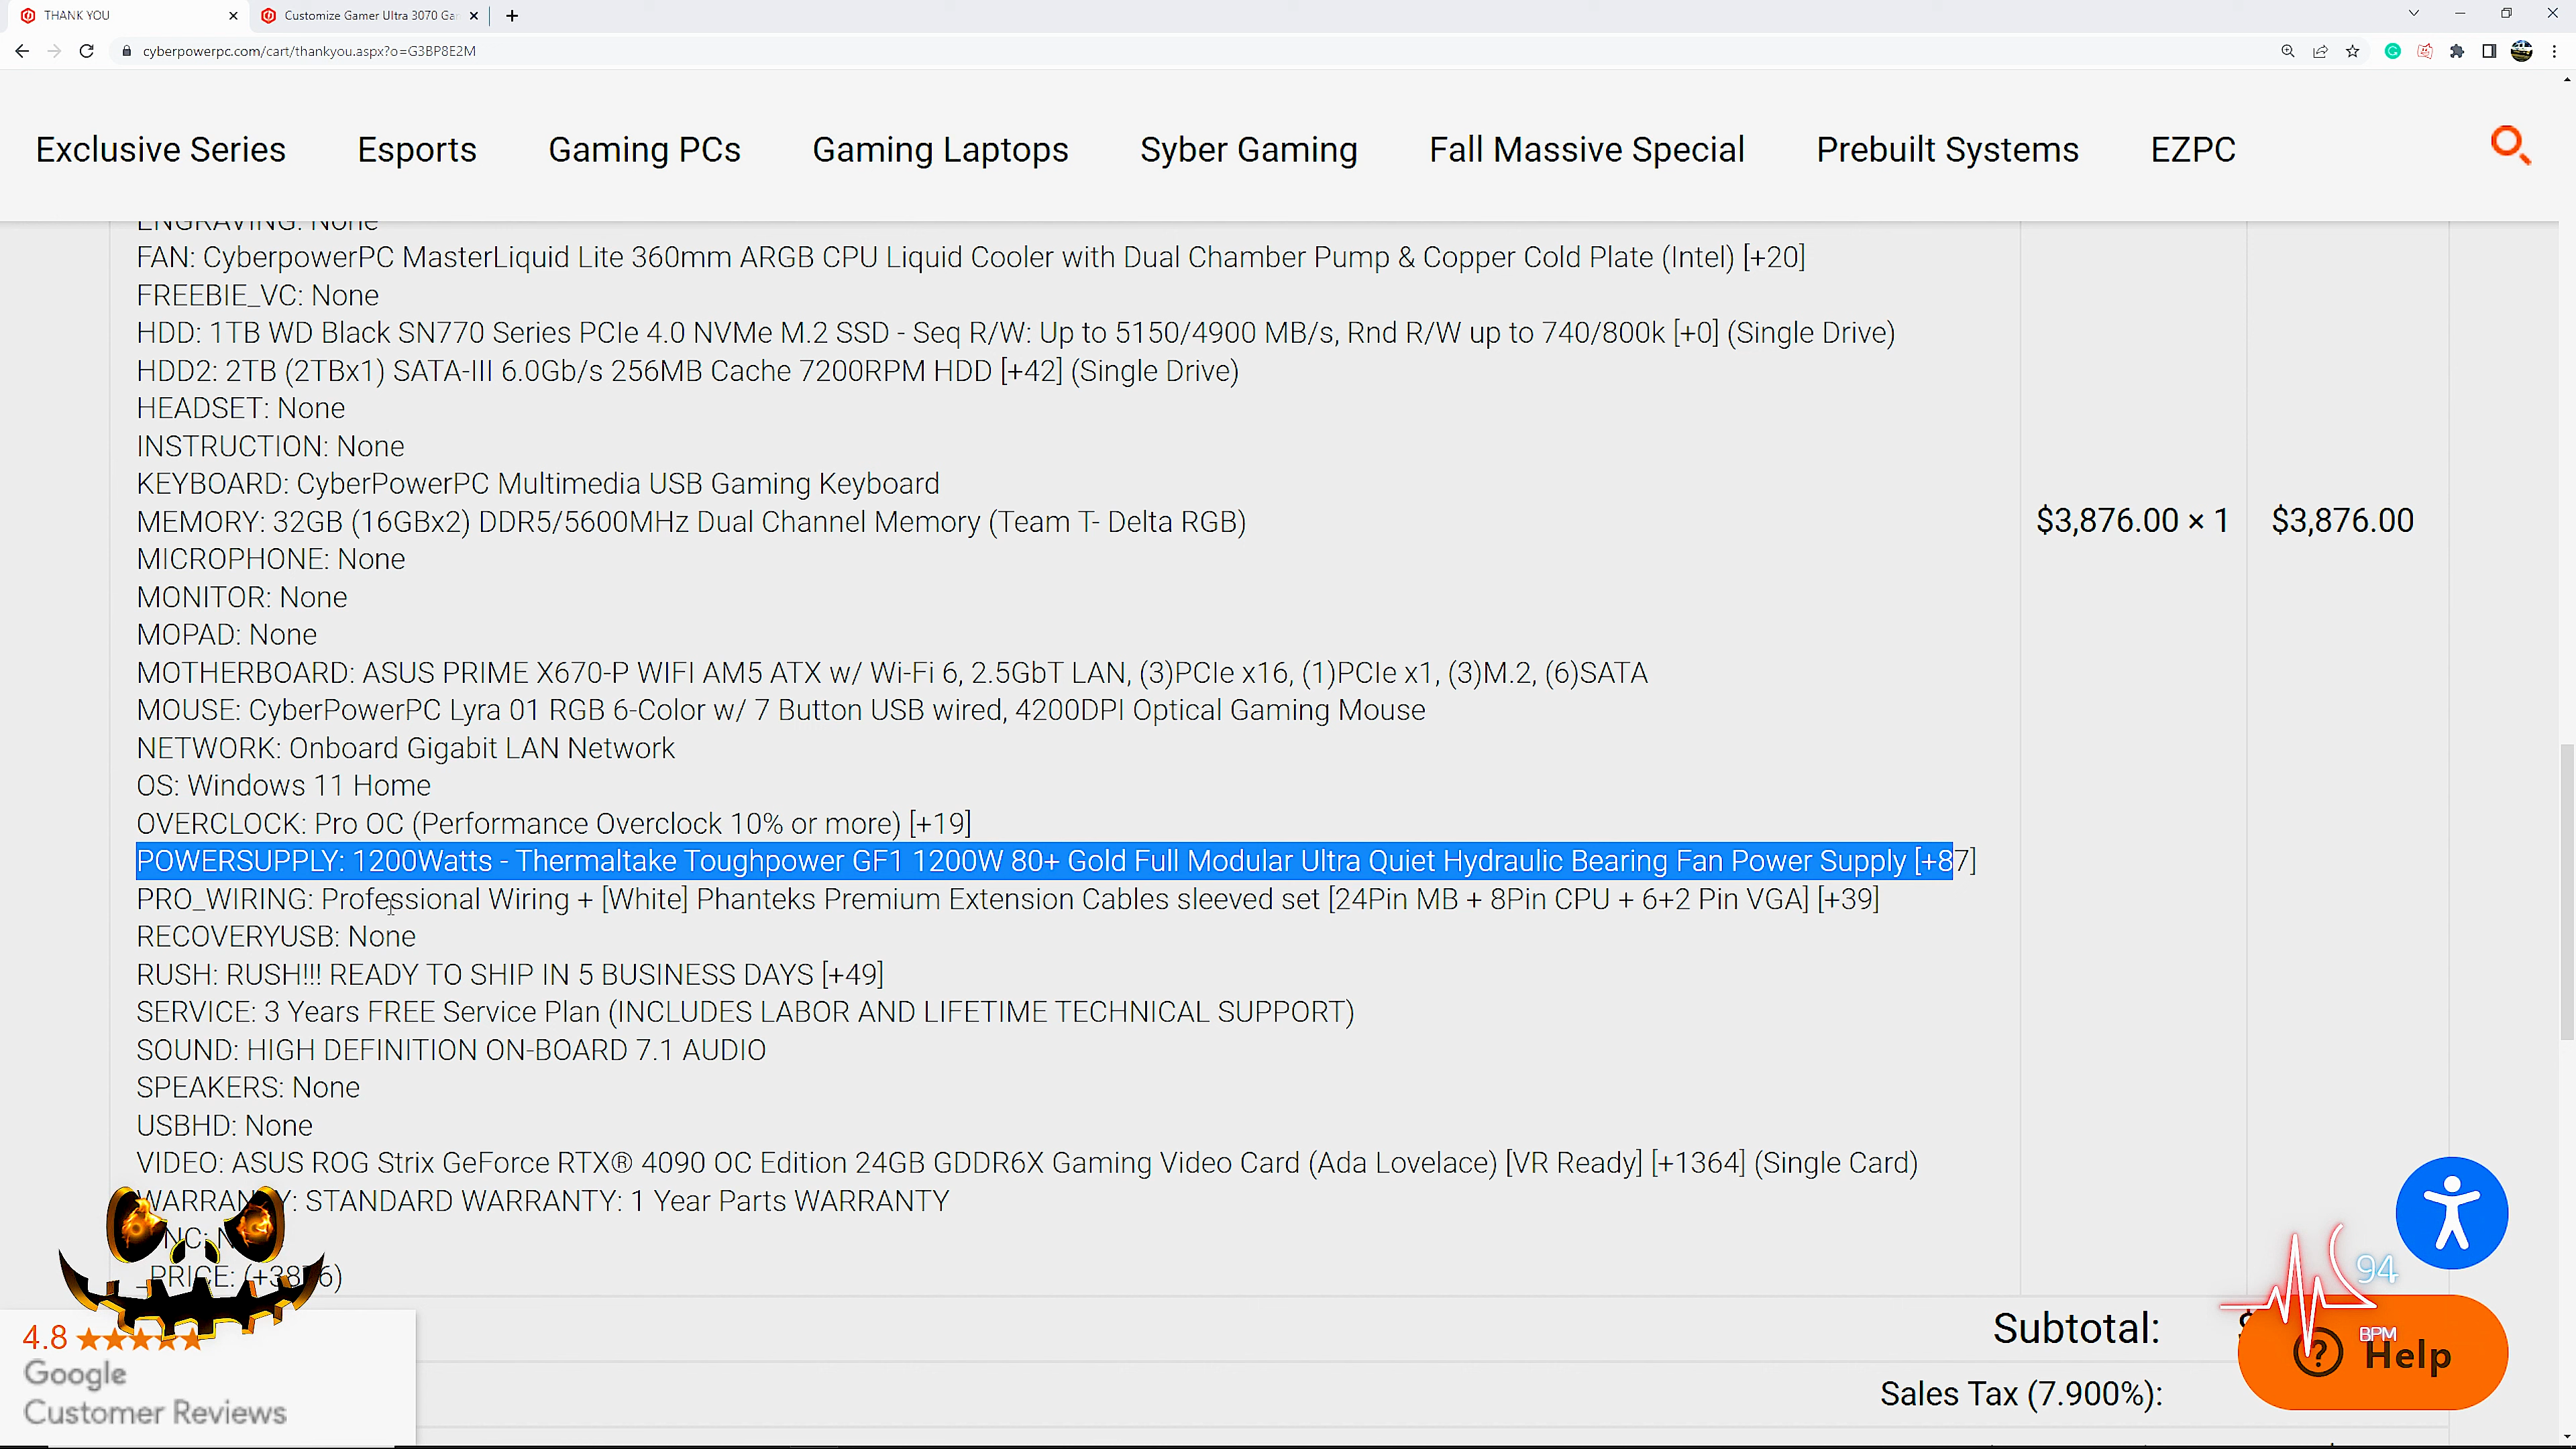 THANK YOU
Customize Gamer Ultra 3070 Ga
cyberpowerpc.com/cart/thankyou.aspx?o=G3BP8E2M
Exclusive Series Esports Gaming PCs Gaming Laptops Syber Gaming Fall Massive Special Prebuilt Systems EZPC
ENGRAVING: None
FAN: CyberpowerPC MasterLiquid Lite 360mm ARGB CPU Liquid Cooler with Dual Chamber Pump & Copper Cold Plate (Intel) [+20]
FREEBIE_VC: None
HDD: 1TB WD Black SN770 Series PCIe 4.0 NVMe M.2 SSD - Seq R/W: Up to 5150/4900 MB/s, Rnd R/W up to 740/800k [+0] (Single Drive)
HDD2: 2TB (2TBx1) SATA-III 6.0Gb/s 256MB Cache 7200RPM HDD [+42] (Single Drive)
HEADSET: None
INSTRUCTION: None
KEYBOARD: CyberPowerPC Multimedia USB Gaming Keyboard
MEMORY: 32GB (16GBx2) DDR5/5600MHz Dual Channel Memory (Team T- Delta RGB)
$3,876.00 × 1 $3,876.00
MICROPHONE: None
MONITOR: None
MOPAD: None
MOTHERBOARD: ASUS PRIME X670-P WIFI AM5 ATX w/ Wi-Fi 6, 2.5GbT LAN, (3)PCIe x16, (1)PCIe x1, (3)M.2, (6)SATA
MOUSE: CyberPowerPC Lyra 01 RGB 6-Color w/ 7 Button USB wired, 4200DPI Optical Gaming Mouse
NETWORK: Onboard Gigabit LAN Network
OS: Windows 11 Home
OVERCLOCK: Pro OC (Performance Overclock 10% or more) [+19]
POWERSUPPLY: 1200Watts - Thermaltake Toughpower GF1 1200W 80+ Gold Full Modular Ultra Quiet Hydraulic Bearing Fan Power Supply [+87]
PRO_WIRING: Professional Wiring + [White] Phanteks Premium Extension Cables sleeved set [24Pin MB + 8Pin CPU + 6+2 Pin VGA] [+39]
RECOVERYUSB: None
RUSH: RUSH!!! READY TO SHIP IN 5 BUSINESS DAYS [+49]
SERVICE: 3 Years FREE Service Plan (INCLUDES LABOR AND LIFETIME TECHNICAL SUPPORT)
SOUND: HIGH DEFINITION ON-BOARD 7.1 AUDIO
SPEAKERS: None
USBHD: None
VIDEO: ASUS ROG Strix GeForce RTX® 4090 OC Edition 24GB GDDR6X Gaming Video Card (Ada Lovelace) [VR Ready] [+1364] (Single Card)
WARRANTY: STANDARD WARRANTY: 1 Year Parts WARRANTY
_PRICE: (+3876)
94
BPM
Subtotal:
Sales Tax (7.900%):
Help
4.8
Google
Customer Reviews